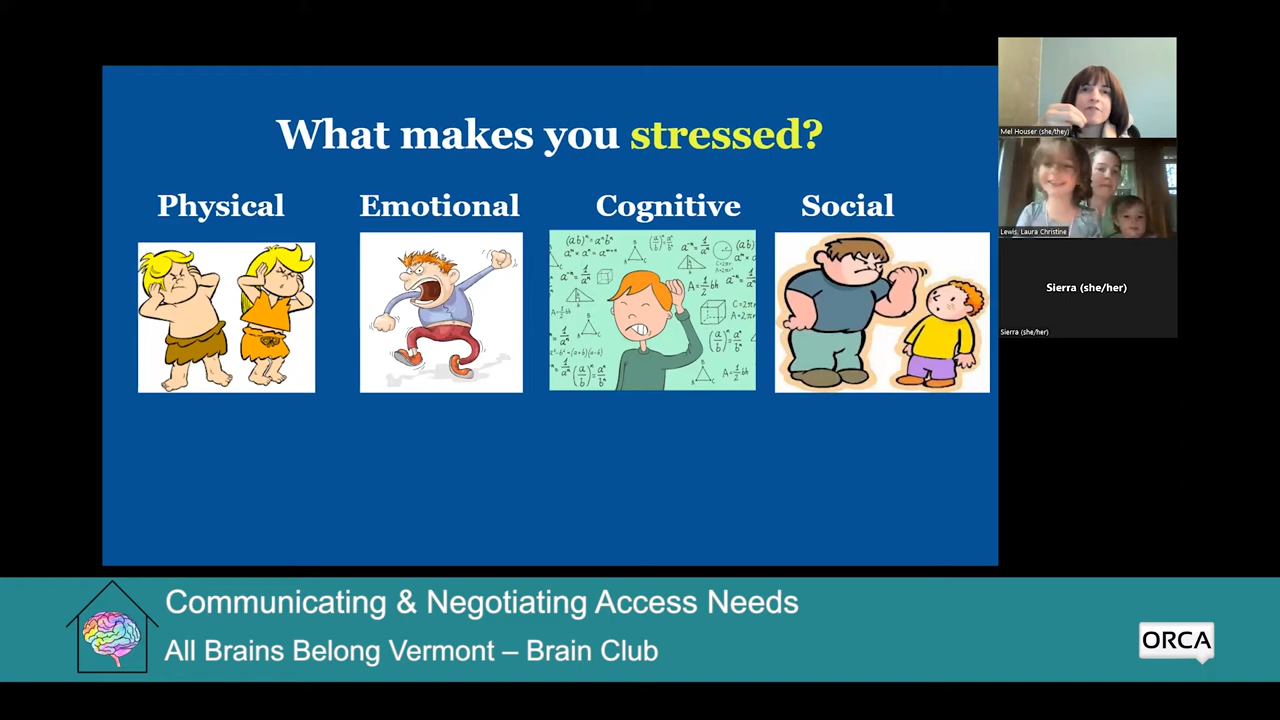 What makes you stressed?
Physical
Emotional
Cognitive
Social
Mel Houser (she/they)
Lewis, Laura Christine
Sierra (she/her)
Sierra (she/her)
Communicating & Negotiating Access Needs
All Brains Belong Vermont – Brain Club
ORCA